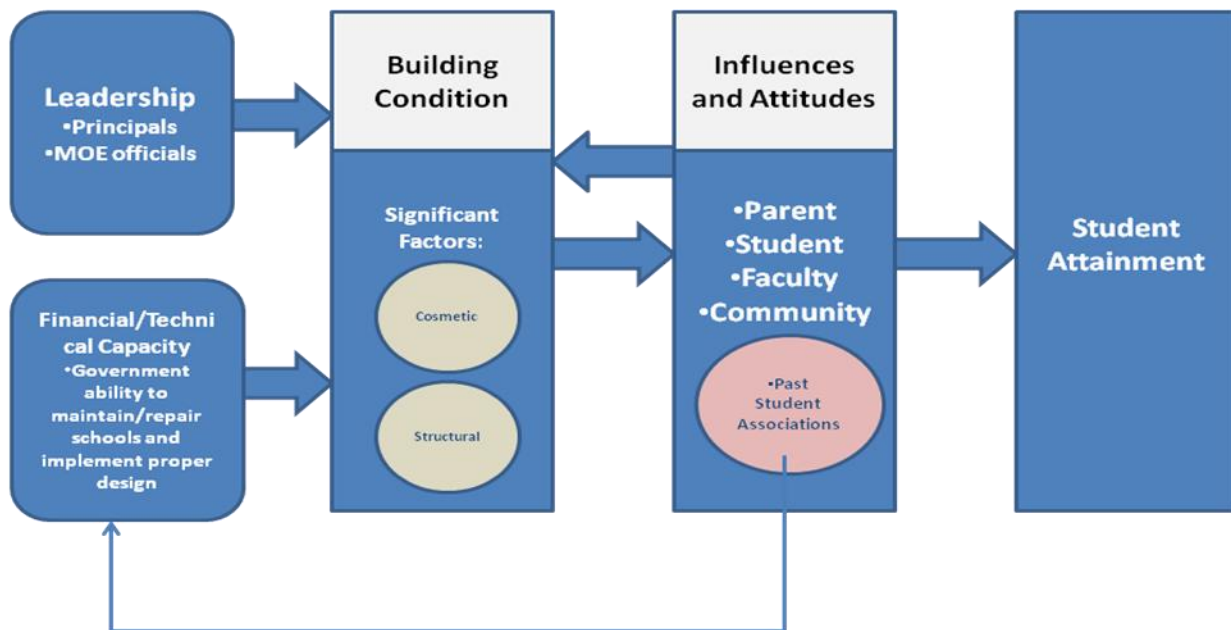 Leadership
•Principals
•MOE officials
Financial/Techni
cal Capacity
•Government
ability to
maintain/repair
schools and
implement proper
design
Building
Condition
Significant
Factors:
Cosmetic
Structural
Influences
and Attitudes
•Parent
•Student
•Faculty
•Community
•Past
Student
Associations
Student
Attainment